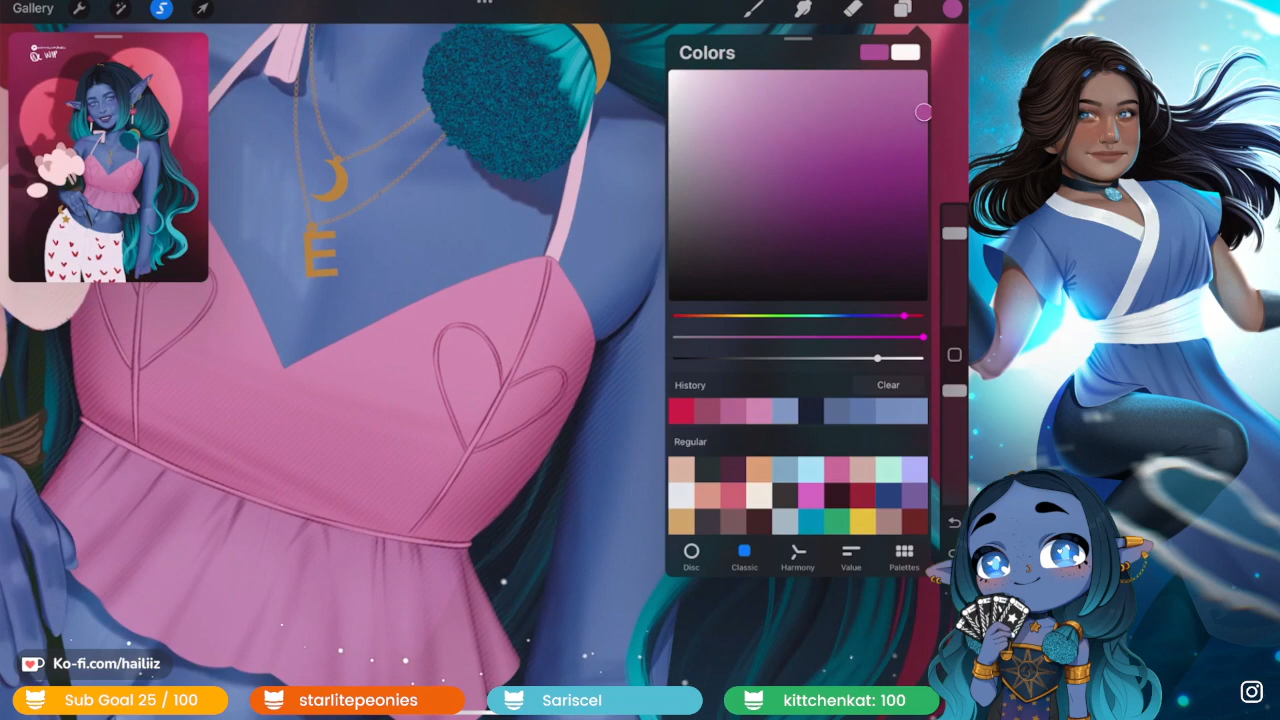 Gallery
Colors
WIP
E
History
Clear
Regular
Disc
Classic
Harmony
Value
Palettes
Ko-fi.com/hailiiz
Sub Goal 25 / 100
starlitepeonies
Sariscel
kittchenkat: 100